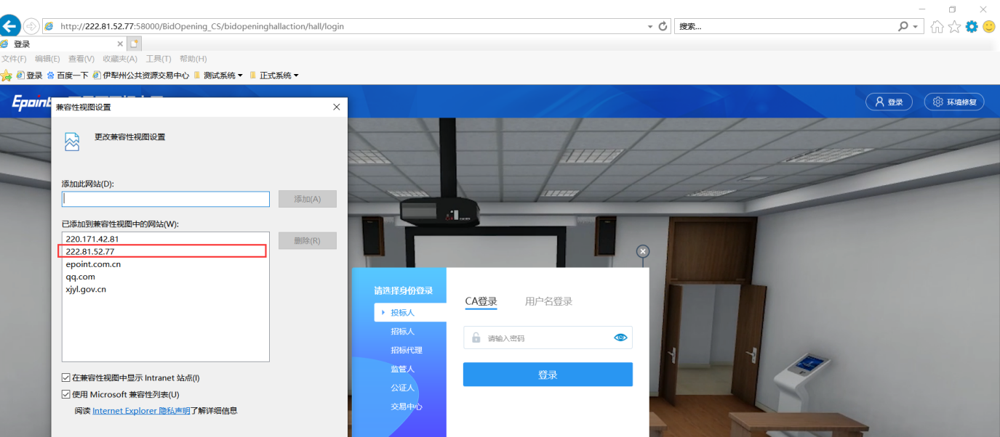 http://222.81.52.77:58000/BidOpening_CS/bidopeninghallaction/hall/login
搜索...
登录
文件(F) 编辑(E) 查看(V) 收藏夹(A) 工具(T) 帮助(H)
登录 百度一下 伊犁州公共资源交易中心 测试系统 正式系统
Epoint
登录
环境修复
兼容性视图设置
更改兼容性视图设置
添加此网站(D):
添加(A)
已添加到兼容性视图中的网站(W):
220.171.42.81
222.81.52.77
epoint.com.cn
qq.com
xjyl.gov.cn
删除(R)
在兼容性视图中显示 Intranet 站点(I)
使用 Microsoft 兼容性列表(U)
阅读 Internet Explorer 隐私声明了解详细信息
请选择身份登录
投标人
招标人
招标代理
监管人
公证人
交易中心
CA登录
用户名登录
请输入密码
登录